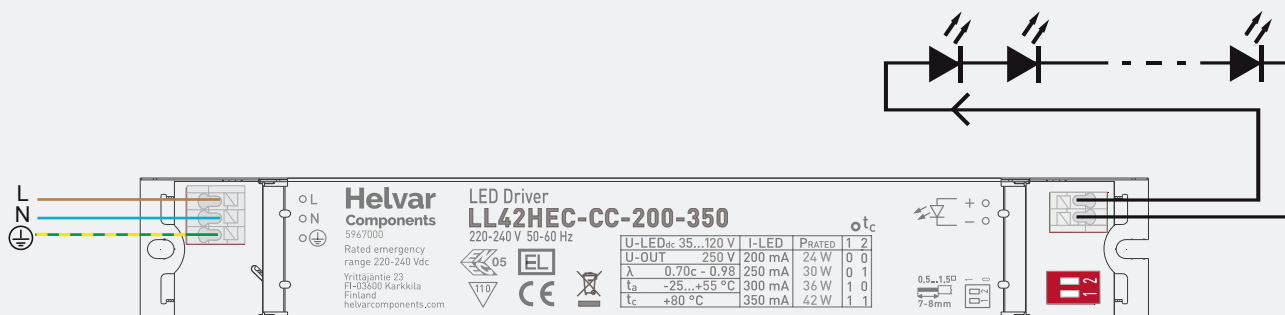 L
N
L
N
Helvar
Components
5967000
Rated emergency
range 220-240 Vdc
Yrittäjäntie 23
FI-03600 Karkkila
Finland
helvarcomponents.com
LED Driver
LL42HEC-CC-200-350
220-240 V 50-60 Hz
05
EL
110
CE
tc
U-LEDdc 35...120 V I-LED PRATED 1 2
U-OUT 250 V 200 mA 24 W 0 0
λ 0.70c - 0.98 250 mA 30 W 0 1
ta -25...+55 °C 300 mA 36 W 1 0
tc +80 °C 350 mA 42 W 1 1
+
-
0,5...1,5
7-8mm
1 0
1 2